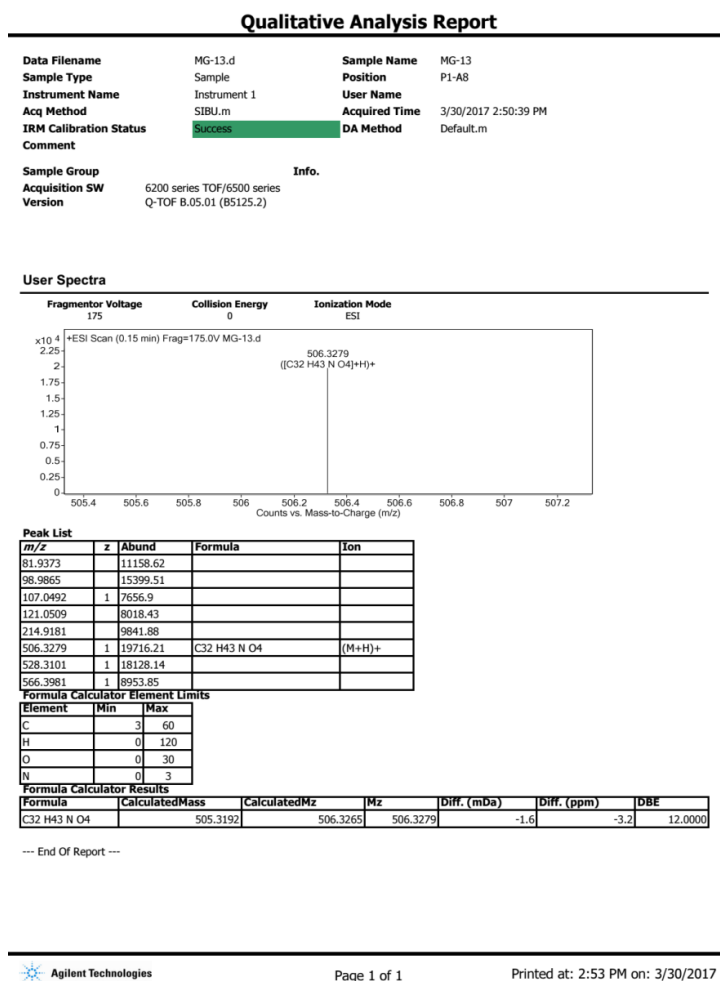 Qualitative Analysis Report
Data Filename MG-13.d Sample Name MG-13
Sample Type Sample Position P1-A8
Instrument Name Instrument 1 User Name
Acq Method SIBU.m Acquired Time 3/30/2017 2:50:39 PM
IRM Calibration Status Success DA Method Default.m
Comment
Sample Group Info.
Acquisition SW 6200 series TOF/6500 series
Version Q-TOF B.05.01 (B5125.2)
User Spectra
Fragmentor Voltage Collision Energy Ionization Mode
175 0 ESI
x10 4 +ESI Scan (0.15 min) Frag=175.0V MG-13.d
2.25
506.3279
([C32 H43 N O4]+H)+
2
1.75
1.5
1.25
1
0.75
0.5
0.25
0
505.4 505.6 505.8 506 506.2 506.4 506.6 506.8 507 507.2
Counts vs. Mass-to-Charge (m/z)
Peak List
m/z z Abund Formula Ion
81.9373 11158.62
98.9865 15399.51
107.0492 1 7656.9
121.0509 8018.43
214.9181 9841.88
506.3279 1 19716.21 C32 H43 N O4 (M+H)+
528.3101 1 18128.14
566.3981 1 8953.85
Formula Calculator Element Limits
Element Min Max
C 3 60
H 0 120
O 0 30
N 0 3
Formula Calculator Results
Formula CalculatedMass CalculatedMz Mz Diff. (mDa) Diff. (ppm) DBE
C32 H43 N O4 505.3192 506.3265 506.3279 -1.6 -3.2 12.0000
--- End Of Report ---
Agilent Technologies Page 1 of 1 Printed at: 2:53 PM on: 3/30/2017